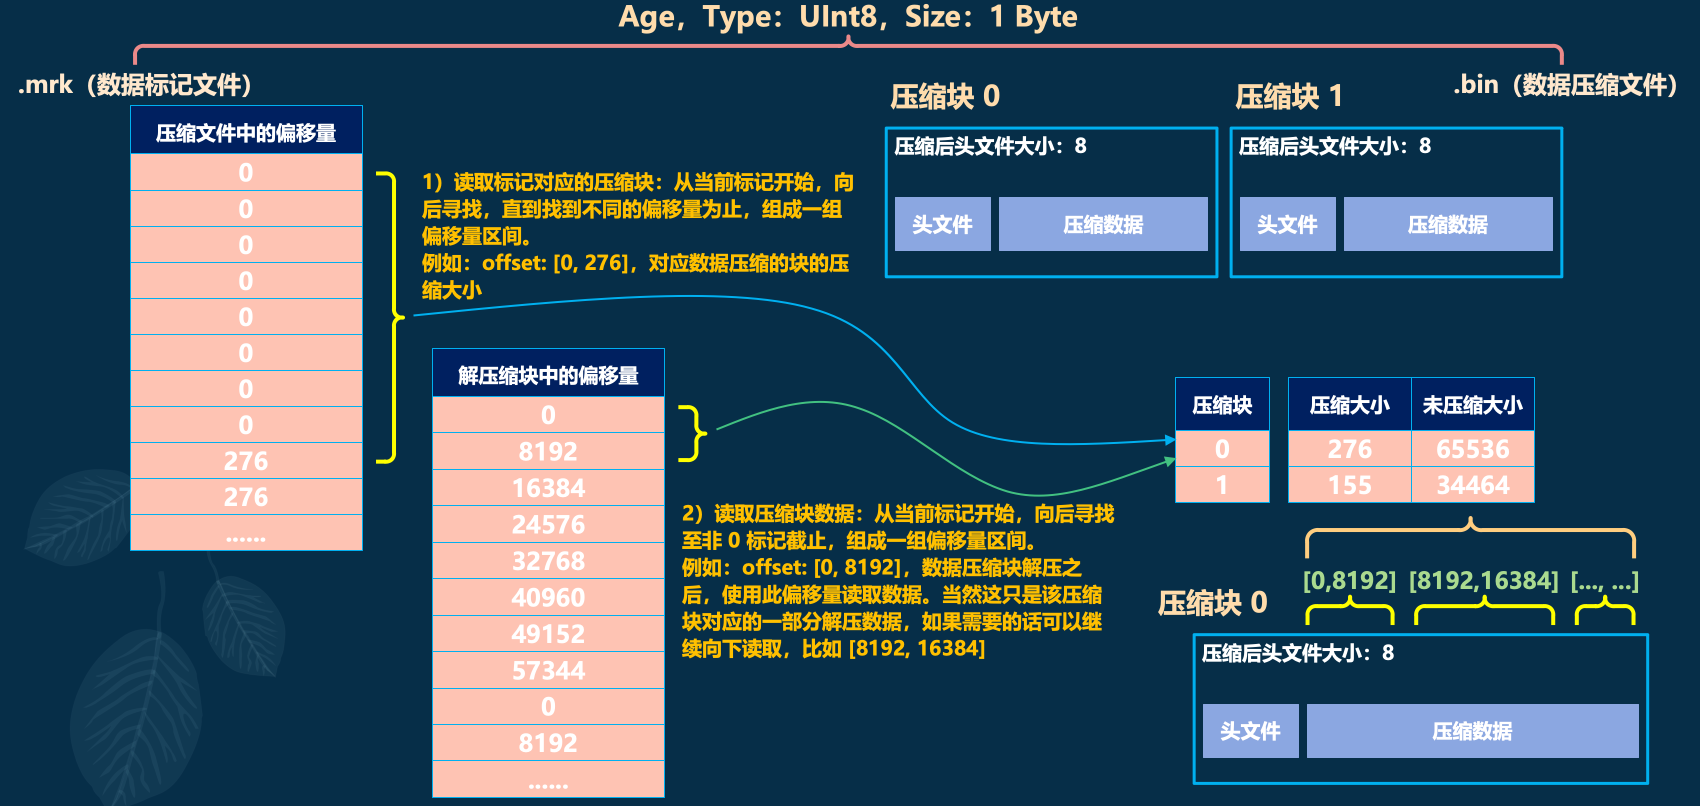 Age，Type：UInt8，Size：1 Byte
.mrk（数据标记文件）
.bin（数据压缩文件）
压缩文件中的偏移量
0
0
0
0
0
0
0
0
276
276
……
1）读取标记对应的压缩块：从当前标记开始，向
后寻找，直到找到不同的偏移量为止，组成一组
偏移量区间。
例如：offset: [0, 276]，对应数据压缩的块的压
缩大小
压缩块 0
压缩后头文件大小：8
头文件
压缩数据
压缩块 1
压缩后头文件大小：8
头文件
压缩数据
解压缩块中的偏移量
0
8192
16384
24576
32768
40960
49152
57344
0
8192
……
2）读取压缩块数据：从当前标记开始，向后寻找
至非 0 标记截止，组成一组偏移量区间。
例如：offset: [0, 8192]，数据压缩块解压之
后，使用此偏移量读取数据。当然这只是该压缩
块对应的一部分解压数据，如果需要的话可以继
续向下读取，比如 [8192, 16384]
压缩块 压缩大小 未压缩大小
0 276 65536
1 155 34464
[0,8192] [8192,16384] [..., ...]
压缩块 0
压缩后头文件大小：8
头文件
压缩数据